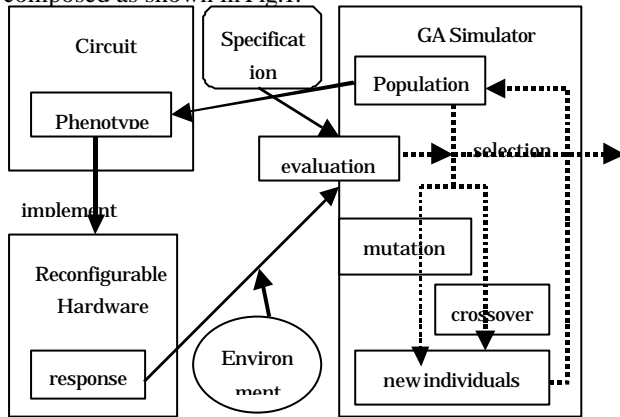 composed as shown in Fig.1.
Circuit
Specificat
ion
GA Simulator
Population
Phenotype
evaluation
selection
implement
mutation
Reconfigurable
Hardware
crossover
Environ
ment
response
new individuals